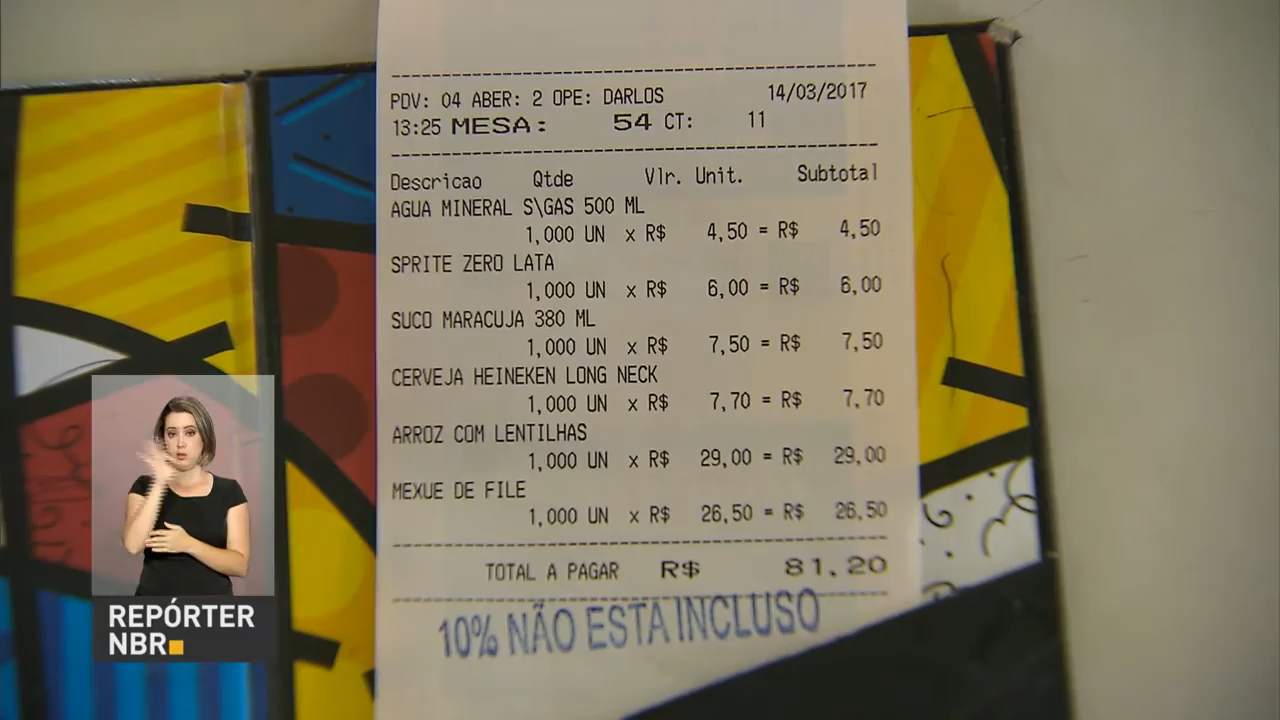 PDV: 04 ABER: 2 OPE: DARLOS 14/03/2017
13:25 MESA: 54 CT: 11
Descricao Qtde Vlr. Unit. Subtotal
AGUA MINERAL S\GAS 500 ML
1,000 UN x R$ 4,50 = R$ 4,50
SPRITE ZERO LATA
1,000 UN x R$ 6,00 = R$ 6,00
SUCO MARACUJA 380 ML
1,000 UN x R$ 7,50 = R$ 7,50
CERVEJA HEINEKEN LONG NECK
1,000 UN x R$ 7,70 = R$ 7,70
ARROZ COM LENTILHAS
1,000 UN x R$ 29,00 = R$ 29,00
MEXUE DE FILE
1,000 UN x R$ 26,50 = R$ 26,50
TOTAL A PAGAR R$ 81,20
10% NÃO ESTA INCLUSO
REPÓRTER
NBR